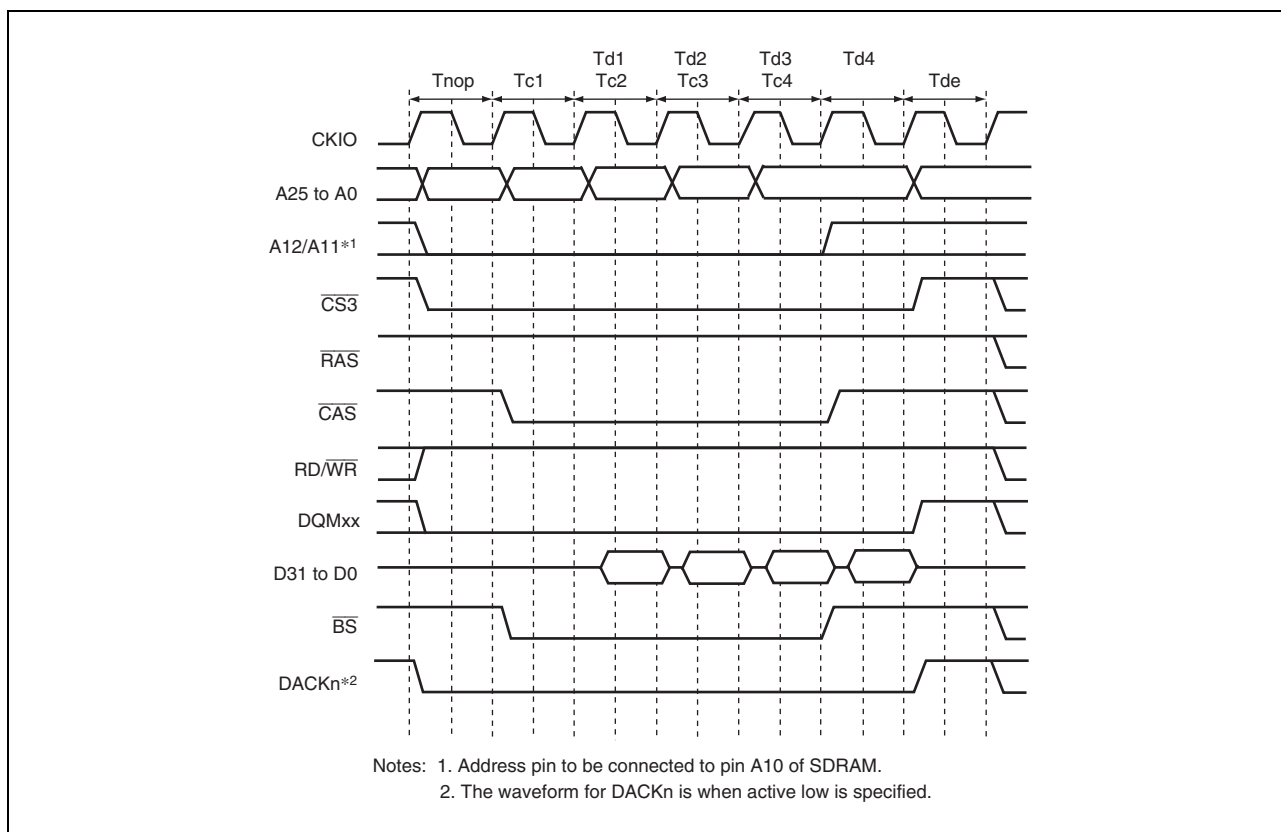 Td1 Td2 Td3 Td4
Tnop Tc1 Tc2 Tc3 Tc4 Tde
CKIO
A25 to A0
A12/A11*1
CS3
RAS
CAS
RD/WR
DQMxx
D31 to D0
BS
DACKn*2
Notes: 1. Address pin to be connected to pin A10 of SDRAM.
2. The waveform for DACKn is when active low is specified.